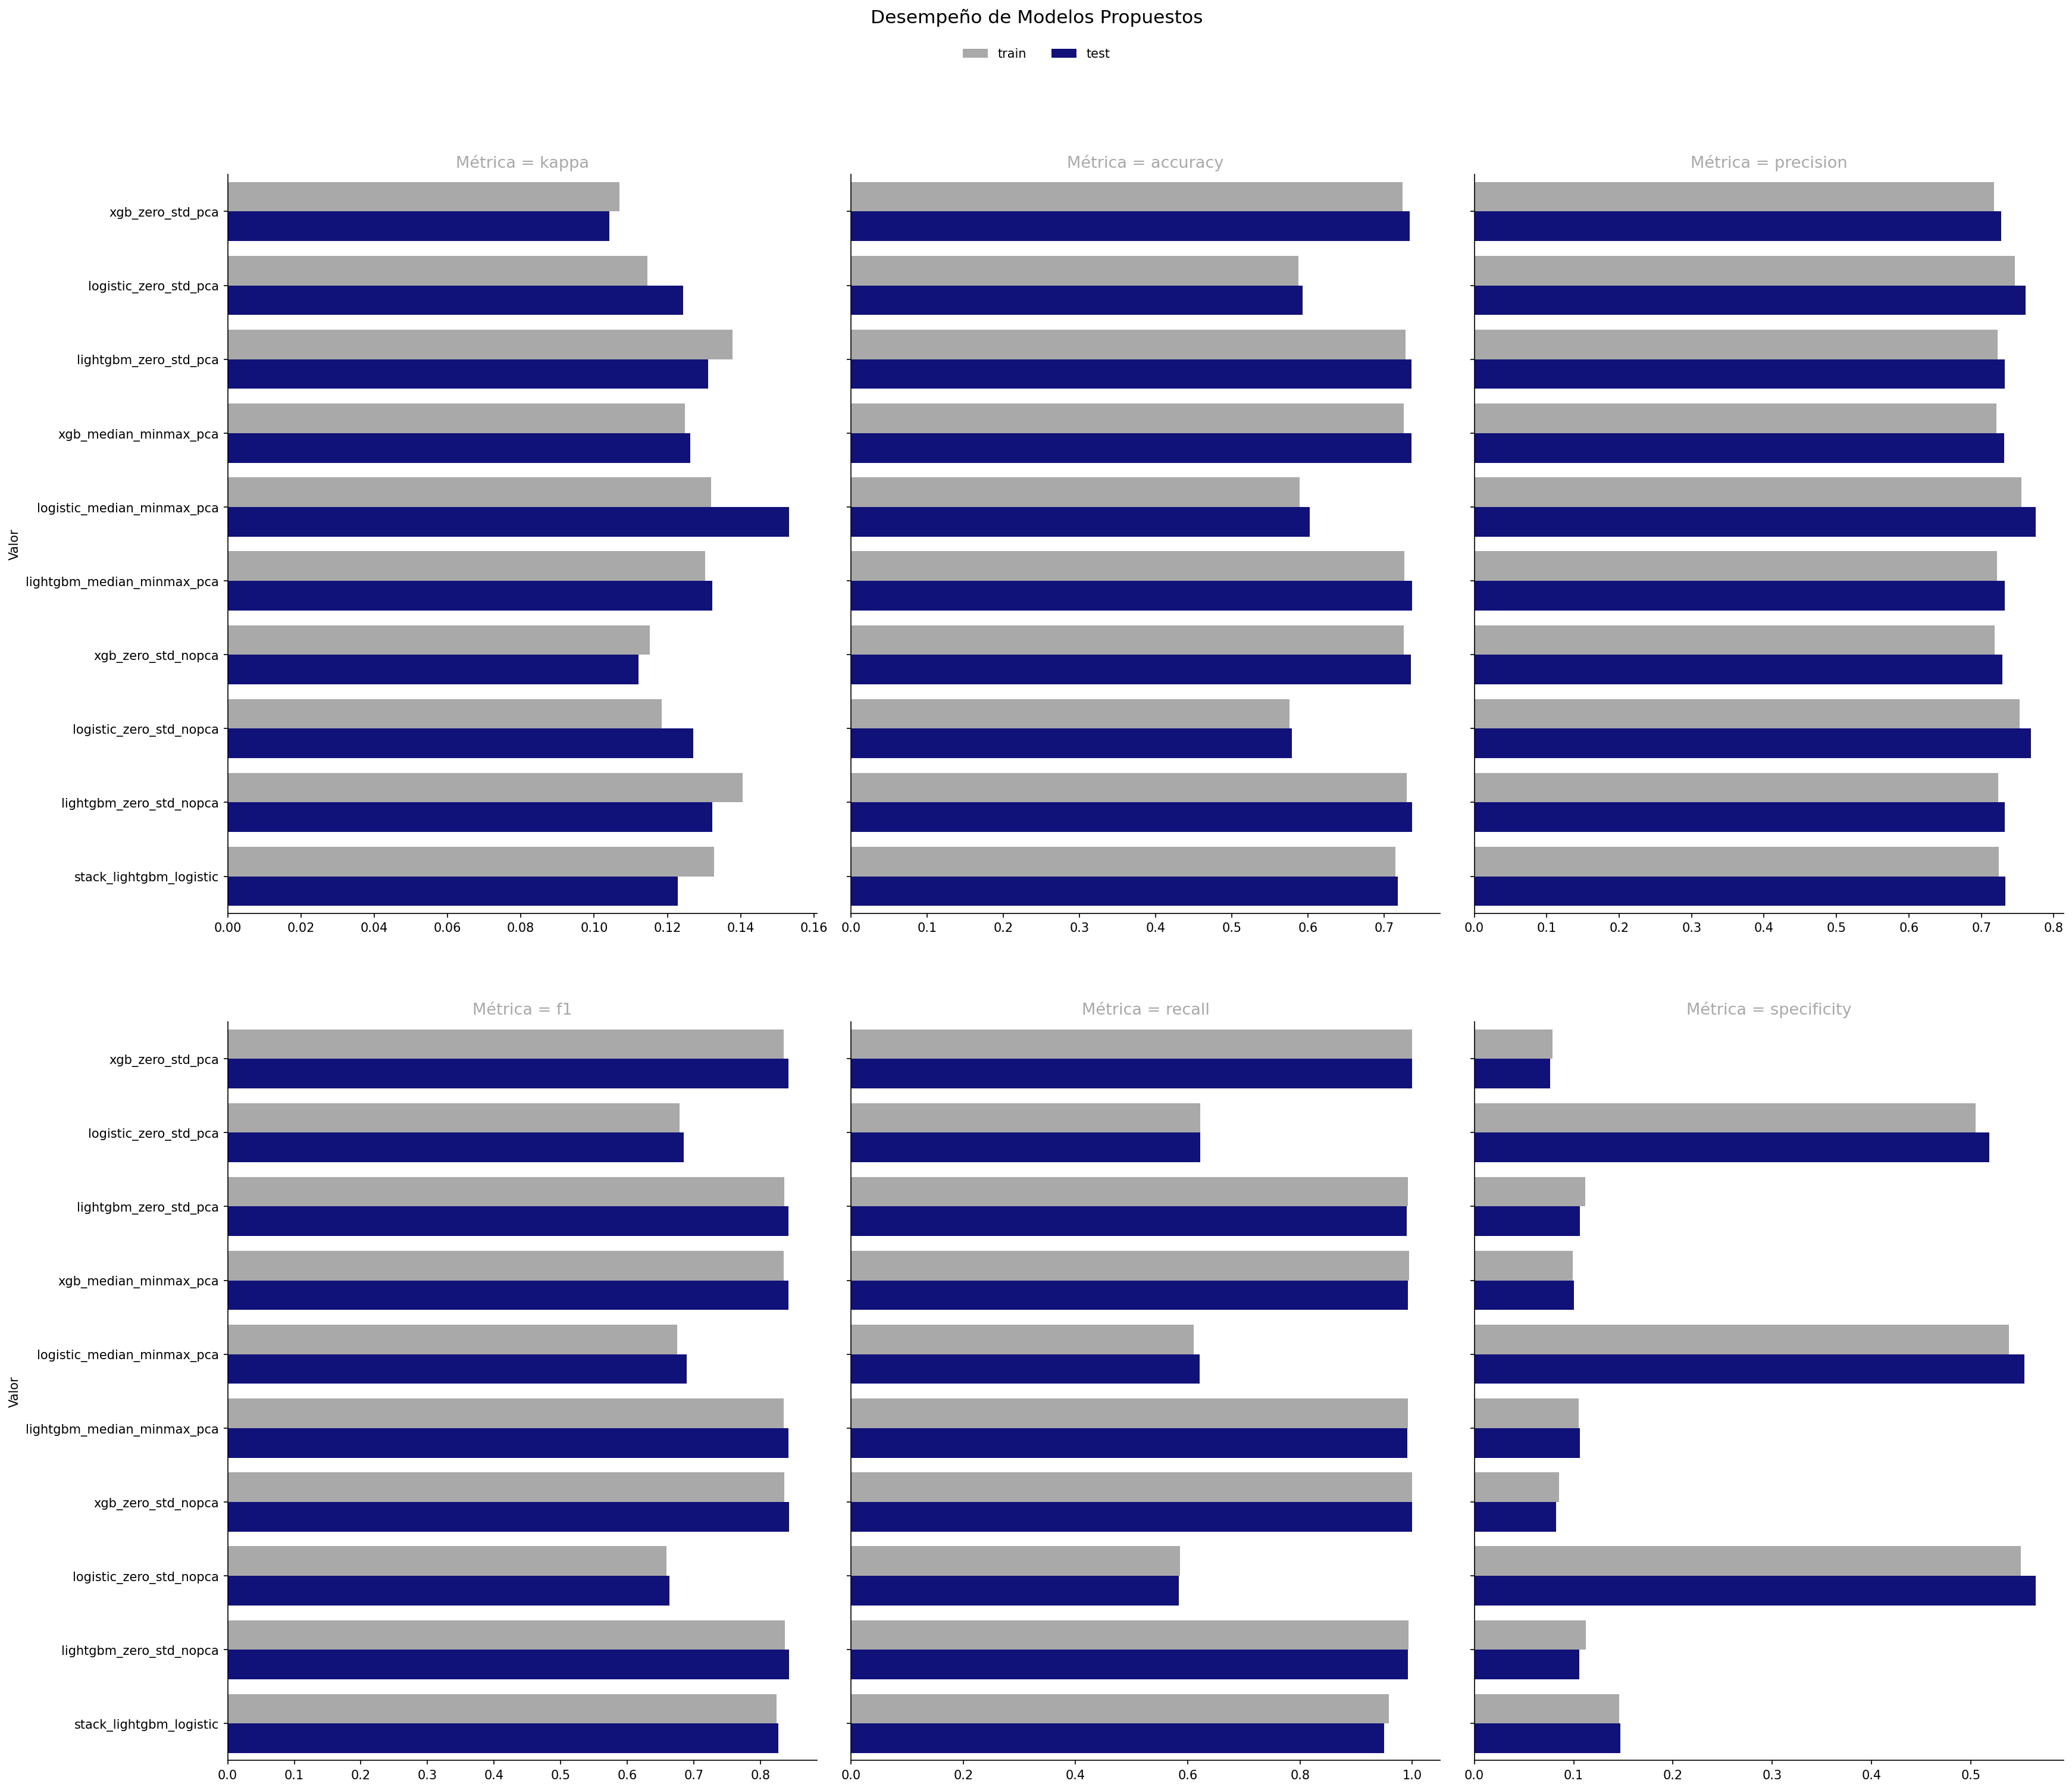 Desempeño de Modelos Propuestos
train test
Métrica = kappa
Métrica = accuracy
Métrica = precision
Valor
xgb_zero_std_pca
logistic_zero_std_pca
lightgbm_zero_std_pca
xgb_median_minmax_pca
logistic_median_minmax_pca
lightgbm_median_minmax_pca
xgb_zero_std_nopca
logistic_zero_std_nopca
lightgbm_zero_std_nopca
stack_lightgbm_logistic
0.00 0.02 0.04 0.06 0.08 0.10 0.12 0.14 0.16
0.0 0.1 0.2 0.3 0.4 0.5 0.6 0.7
0.0 0.1 0.2 0.3 0.4 0.5 0.6 0.7 0.8
Métrica = f1
Métrica = recall
Métrica = specificity
Valor
xgb_zero_std_pca
logistic_zero_std_pca
lightgbm_zero_std_pca
xgb_median_minmax_pca
logistic_median_minmax_pca
lightgbm_median_minmax_pca
xgb_zero_std_nopca
logistic_zero_std_nopca
lightgbm_zero_std_nopca
stack_lightgbm_logistic
0.0 0.1 0.2 0.3 0.4 0.5 0.6 0.7 0.8
0.0 0.2 0.4 0.6 0.8 1.0
0.0 0.1 0.2 0.3 0.4 0.5